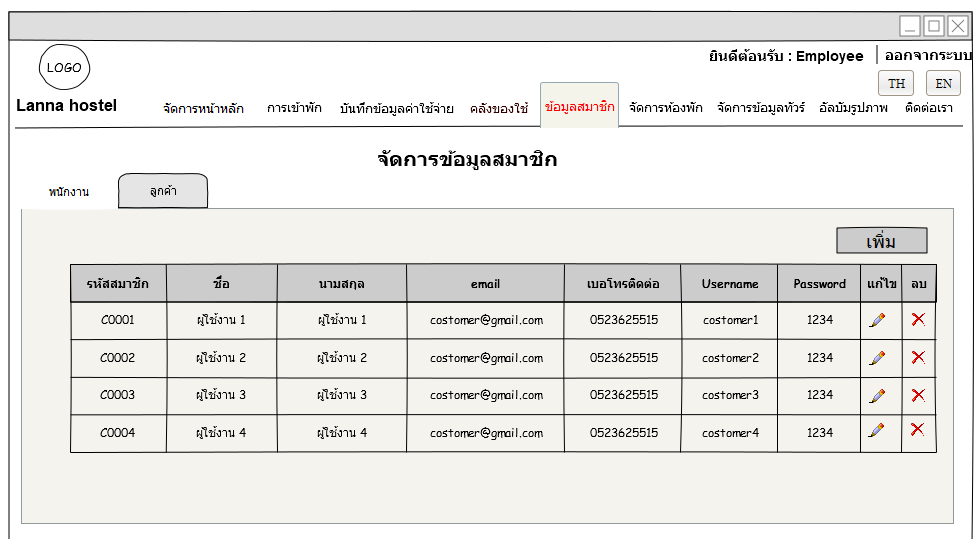 LOGO
Lanna hostel
ยินดีต้อนรับ : Employee | ออกจากระบบ
TH EN
จัดการหน้าหลัก การเข้าพัก บันทึกข้อมูลค่าใช้จ่าย คลังของใช้ ข้อมูลสมาชิก จัดการห้องพัก จัดการข้อมูลทัวร์ อัลบัมรูปภาพ ติดต่อเรา
จัดการข้อมูลสมาชิก
พนักงาน ลูกค้า
เพิ่ม
รหัสสมาชิก ชื่อ นามสกุล email เบอโทรติดต่อ Username Password แก้ไข ลบ
C0001 ผู้ใช้งาน 1 ผู้ใช้งาน 1 costomer@gmail.com 0523625515 costomer1 1234
C0002 ผู้ใช้งาน 2 ผู้ใช้งาน 2 costomer@gmail.com 0523625515 costomer2 1234
C0003 ผู้ใช้งาน 3 ผู้ใช้งาน 3 costomer@gmail.com 0523625515 costomer3 1234
C0004 ผู้ใช้งาน 4 ผู้ใช้งาน 4 costomer@gmail.com 0523625515 costomer4 1234